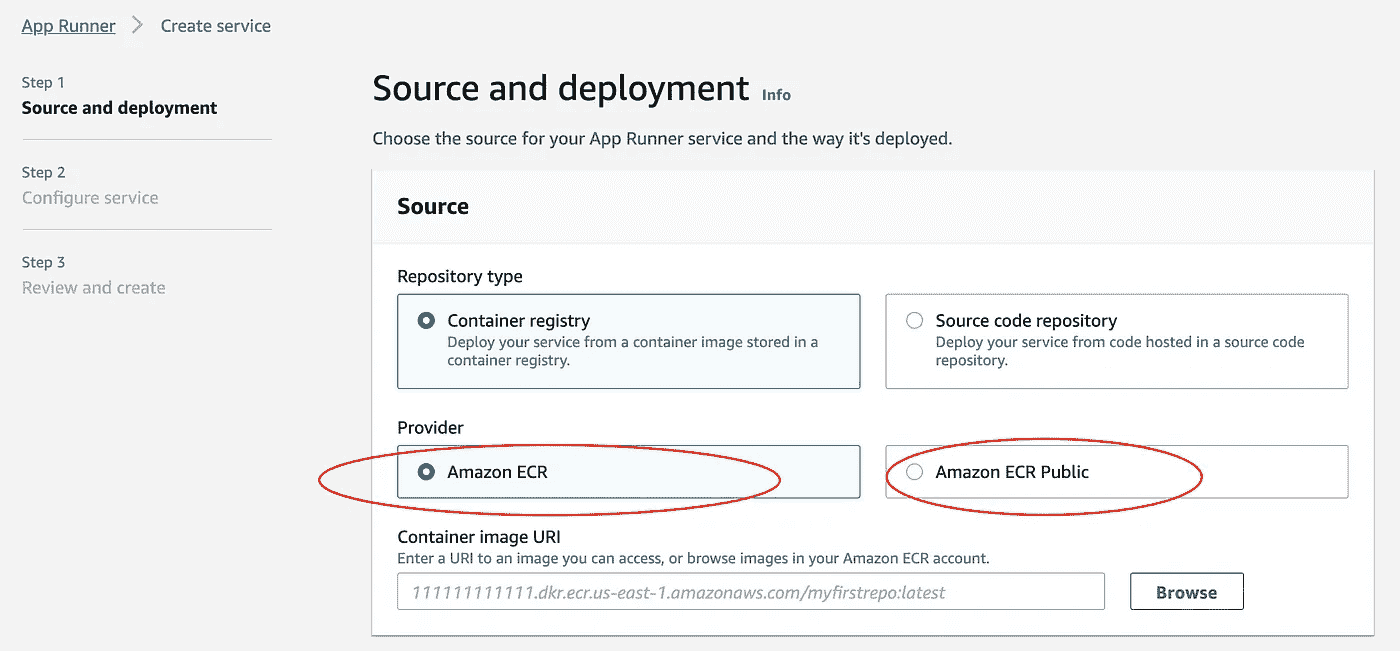 App Runner > Create service
Step 1
Source and deployment
Step 2
Configure service
Step 3
Review and create
Source and deployment Info
Choose the source for your App Runner service and the way it's deployed.
Source
Repository type
Container registry
Deploy your service from a container image stored in a
container registry.
Source code repository
Deploy your service from code hosted in a source code
repository.
Provider
Amazon ECR
Amazon ECR Public
Container image URI
Enter a URI to an image you can access, or browse images in your Amazon ECR account.
111111111111.dkr.ecr.us-east-1.amazonaws.com/myfirstrepo:latest
Browse